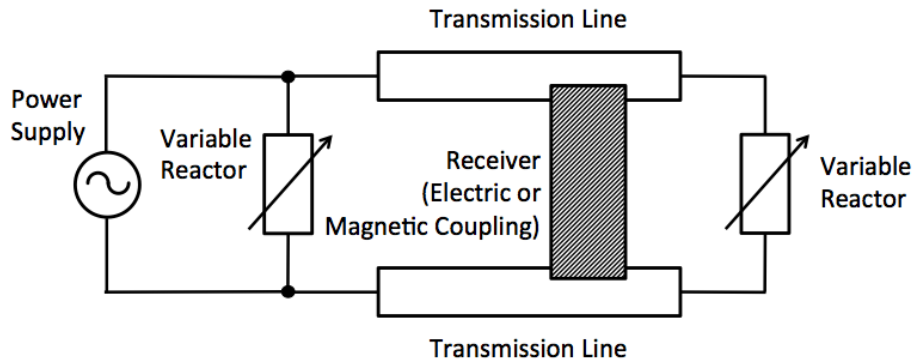 Transmission Line
Power
Supply
Variable
Reactor
Receiver
(Electric or
Magnetic Coupling)
Variable
Reactor
Transmission Line